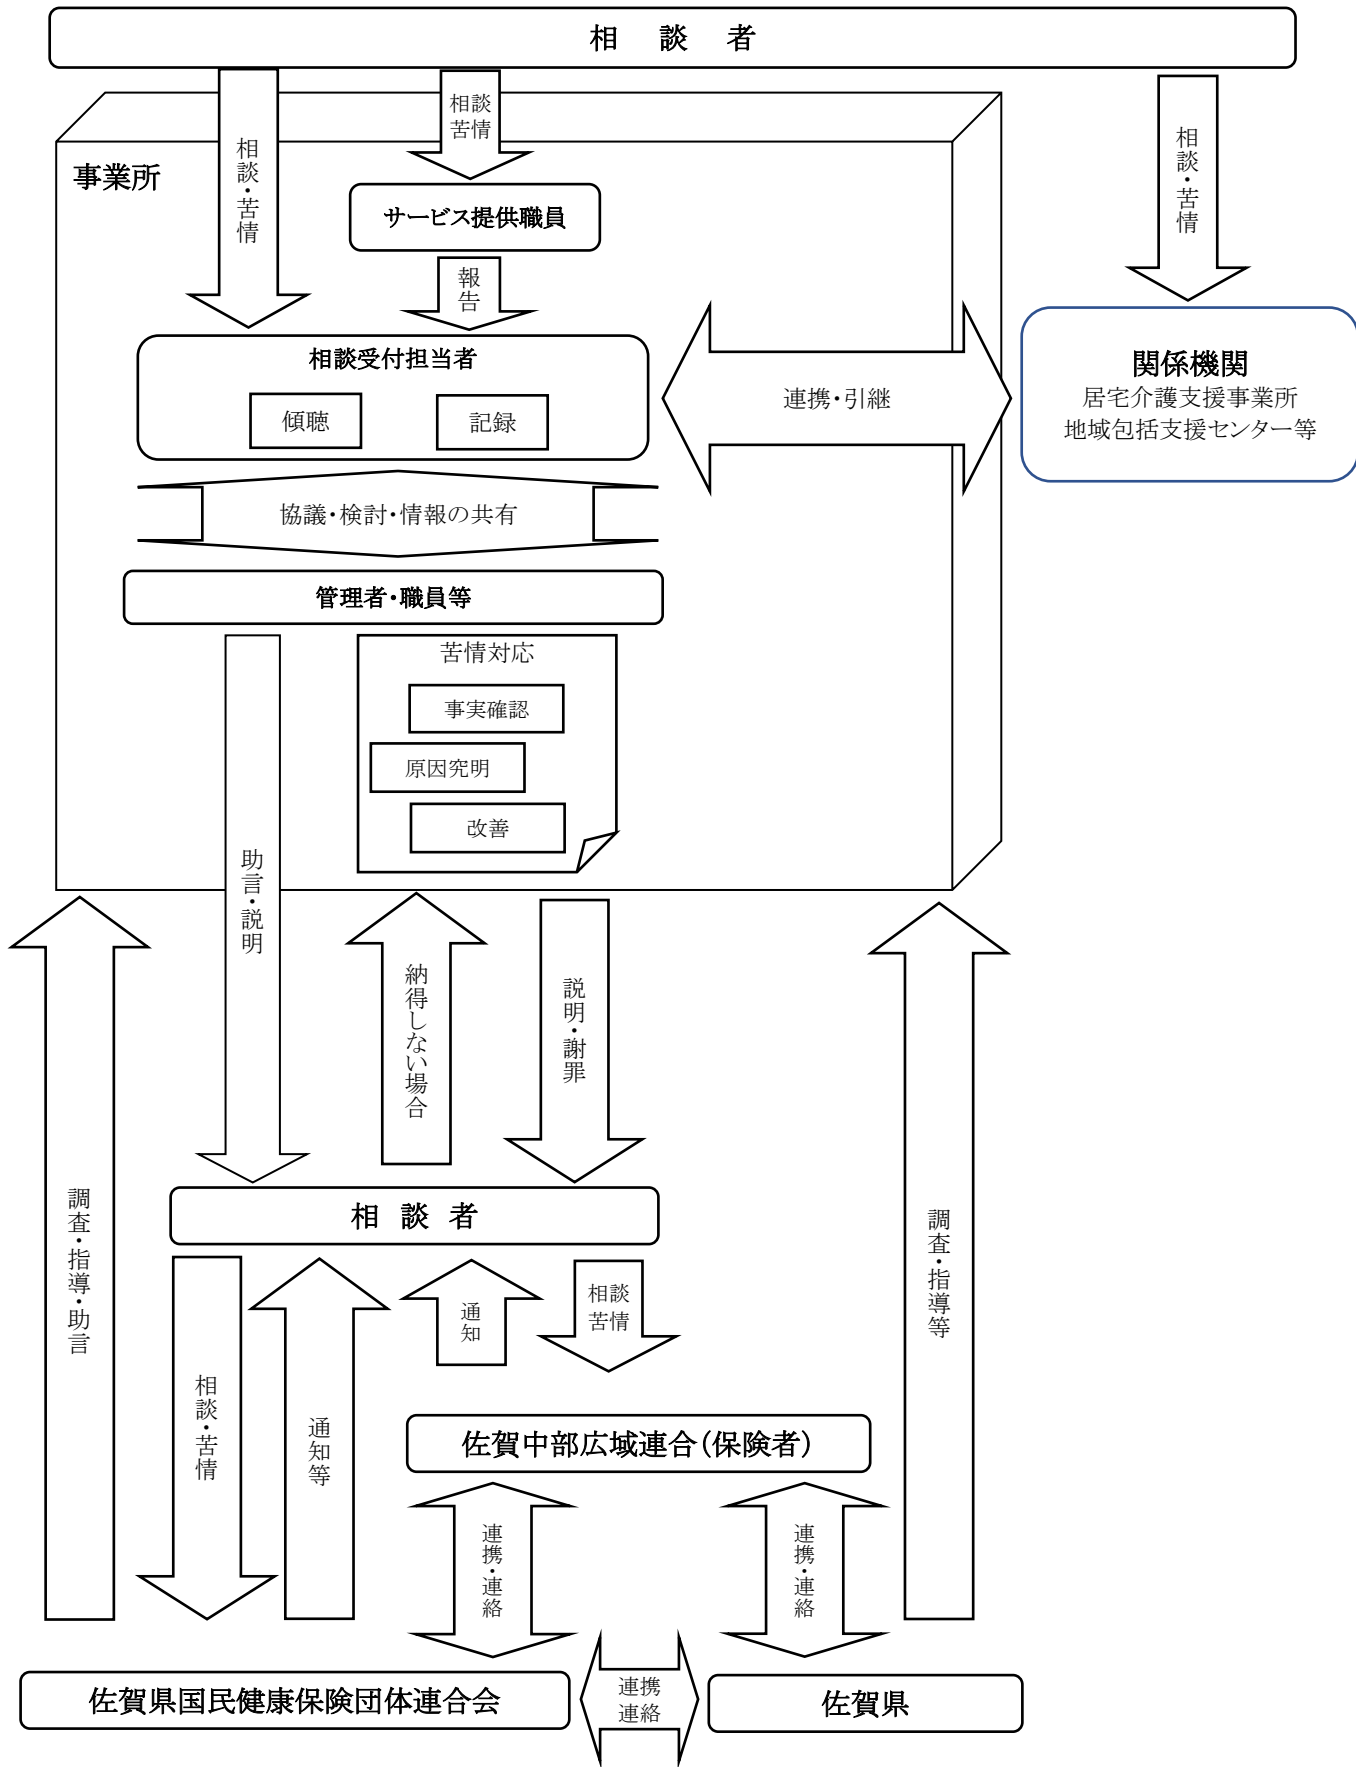 相　談　者
相談
苦情
相談・苦情
相談・苦情
事業所
サービス提供職員
報告
相談受付担当者
傾聴
記録
連携・引継
関係機関
居宅介護支援事業所
地域包括支援センター等
協議・検討・情報の共有
管理者・職員等
苦情対応
事実確認
原因究明
改善
助言・説明
納得しない場合
説明・謝罪
相 談 者
調査・指導・助言
調査・指導等
相談・苦情
通知等
通知
相談
苦情
佐賀中部広域連合（保険者）
連携・連絡
連携・連絡
佐賀県国民健康保険団体連合会
連携
連絡
佐賀県